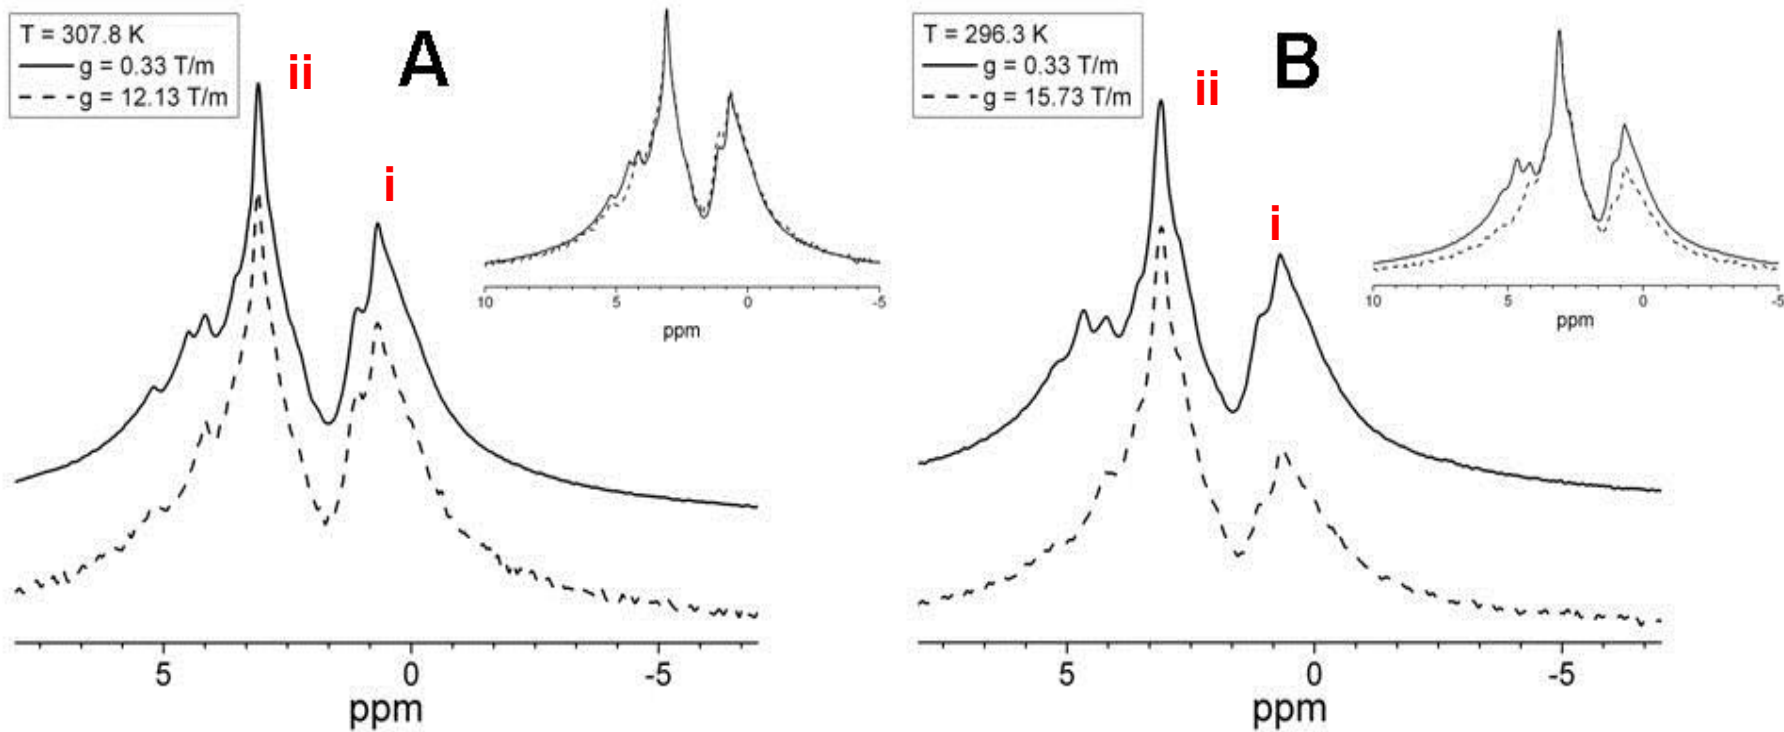 T = 307.8 K
g = 0.33 T/m
g = 12.13 T/m
A
ii
i
10 5 0 -5
ppm
5 0 -5
ppm
T = 296.3 K
g = 0.33 T/m
g = 15.73 T/m
B
ii
i
10 5 0 -5
ppm
5 0 -5
ppm